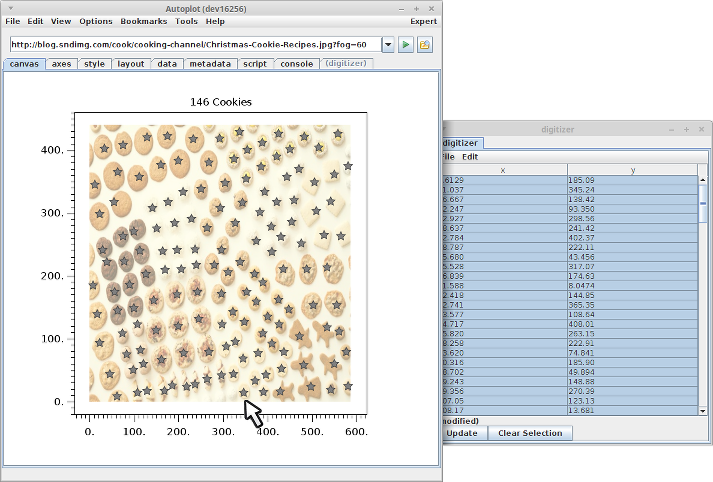 Autoplot (dev16256)
File Edit View Options Bookmarks Tools Help Expert
http://blog.sndimg.com/cook/cooking-channel/Christmas-Cookie-Recipes.jpg?fog=60
canvas axes style layout data metadata script console (digitizer)
146 Cookies
400.
300.
200.
100.
0.
0. 100. 200. 300. 400. 500. 600.
digitizer
digitizer
File Edit
x y
6129 185.09
1.037 345.24
6.667 138.42
2.247 93.350
2.927 298.56
8.637 241.42
2.784 402.37
8.787 222.11
5.680 43.456
5.528 317.07
6.839 174.63
1.588 8.0474
2.418 144.85
2.741 365.35
3.577 108.64
4.717 408.01
5.820 263.15
8.258 222.91
3.620 74.841
0.316 185.90
8.702 49.894
9.243 148.88
9.356 270.39
07.05 123.13
08.17 13.681
modified)
Update Clear Selection